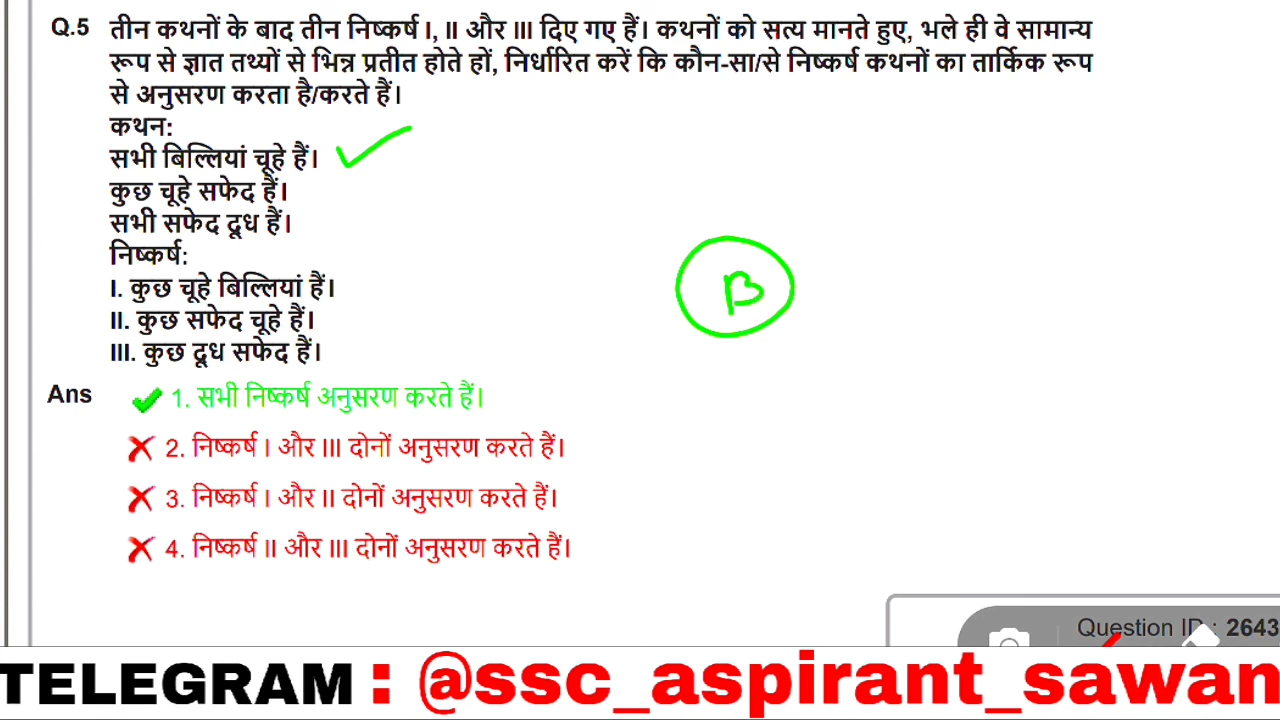 Q.5 तीन कथनों के बाद तीन निष्कर्ष I, II और III दिए गए हैं। कथनों को सत्य मानते हुए, भले ही वे सामान्य
रूप से ज्ञात तथ्यों से भिन्न प्रतीत होते हों, निर्धारित करें कि कौन-सा/से निष्कर्ष कथनों का तार्किक रूप
से अनुसरण करता है/करते हैं।
कथन:
सभी बिल्लियां चूहे हैं।
कुछ चूहे सफेद हैं।
सभी सफेद दूध हैं।
निष्कर्ष:
I. कुछ चूहे बिल्लियां हैं।
II. कुछ सफेद चूहे हैं।
III. कुछ दूध सफेद हैं।
B
Ans 1. सभी निष्कर्ष अनुसरण करते हैं।
2. निष्कर्ष I और III दोनों अनुसरण करते हैं।
3. निष्कर्ष I और II दोनों अनुसरण करते हैं।
4. निष्कर्ष II और III दोनों अनुसरण करते हैं।
Question ID : 2643
TELEGRAM : @ssc_aspirant_sawan